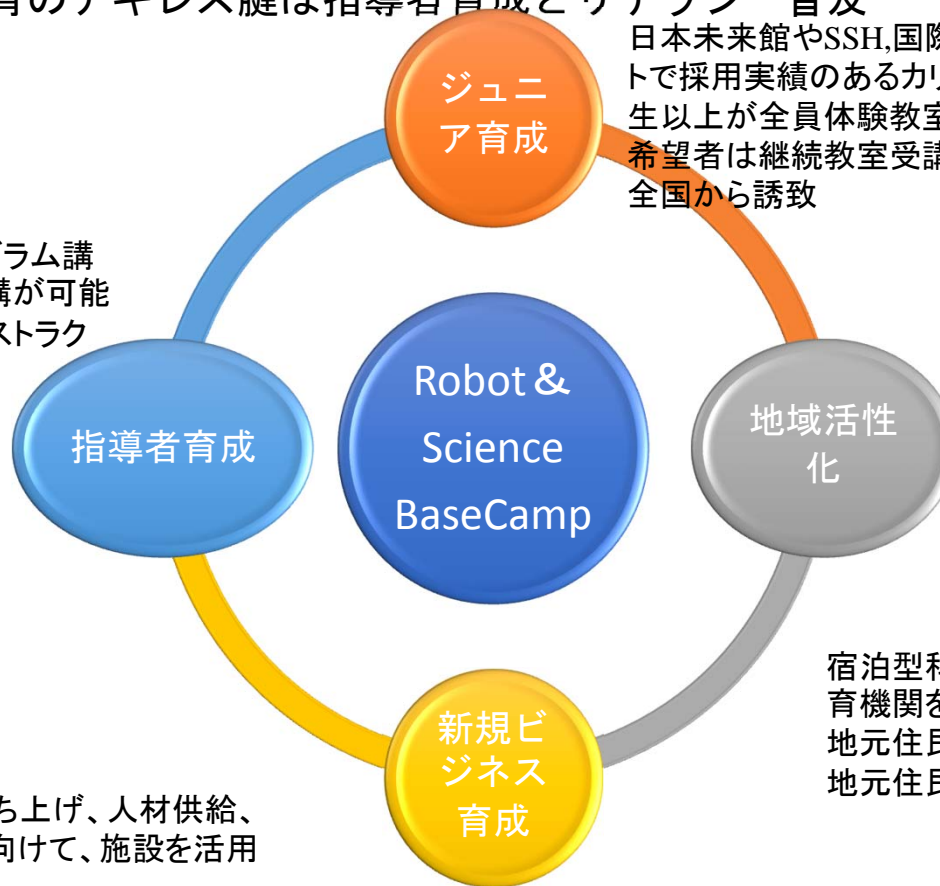 のアキレス腱は指導者育成と
日本未来館やSSH,国際
トで採用実績のあるカリ
生以上が全員体験教室
希望者は継続教室受講
全国から誘致
ジュニ
ア育成
ラム講
講が可能
ストラク
Robot&
Science
BaseCamp
指導者育成
地域活性
化
宿泊型科
育機関を
地元住民
地元住民
新規ビ
ジネス
育成
ち上げ、人材供給、
向けて、施設を活用